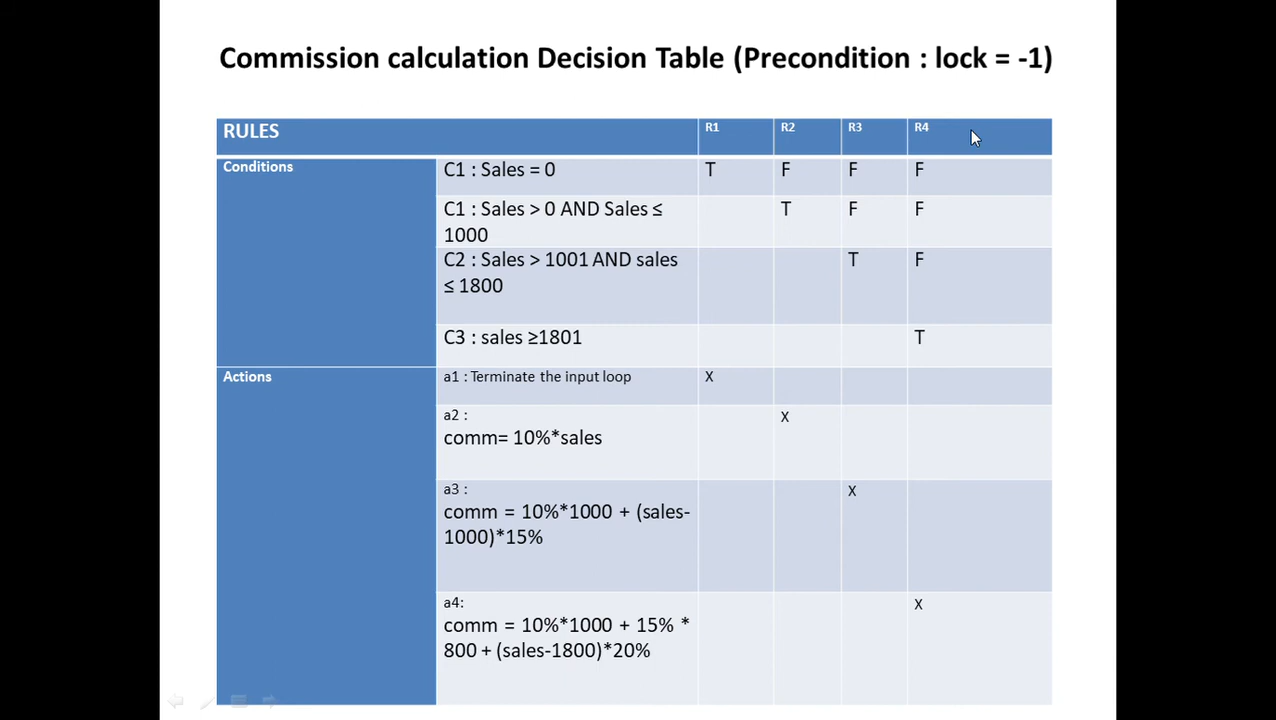 Commission calculation Decision Table (Precondition : lock = -1)
RULES R1 R2 R3 R4
Conditions C1 : Sales = 0 T F F F
C1 : Sales > 0 AND Sales ≤
1000 T F F
C2 : Sales > 1001 AND sales
≤ 1800 T F
C3 : sales ≥1801 T
Actions a1 : Terminate the input loop X
a2 : X
comm= 10%*sales
a3 : X
comm = 10%*1000 + (sales-
1000)*15%
a4: X
comm = 10%*1000 + 15% *
800 + (sales-1800)*20%